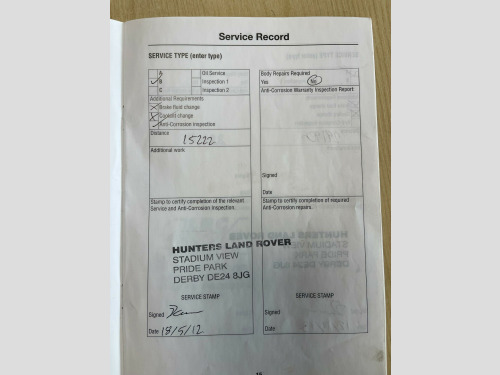 Service Record
SERVICE TYPE (enter type)
A Oil Service
B Inspection 1
C Inspection 2
Additional Requirements
Brake fluid change
Coolant change
Anti-Corrosion Inspection
Distance
15222
Additional work
Stamp to certify completion of the relevant
Service and Anti-Corrosion Inspection.
HUNTERS LAND ROVER
STADIUM VIEW
PRIDE PARK
DERBY DE24 8JG
SERVICE STAMP
Signed
Date 18/5/12
Body Repairs Required
Yes No
Anti-Corrosion Warranty Inspection Report
Signed
Date
Stamp to certify completion of required
Anti-Corrosion repairs.
SERVICE STAMP
Signed
Date